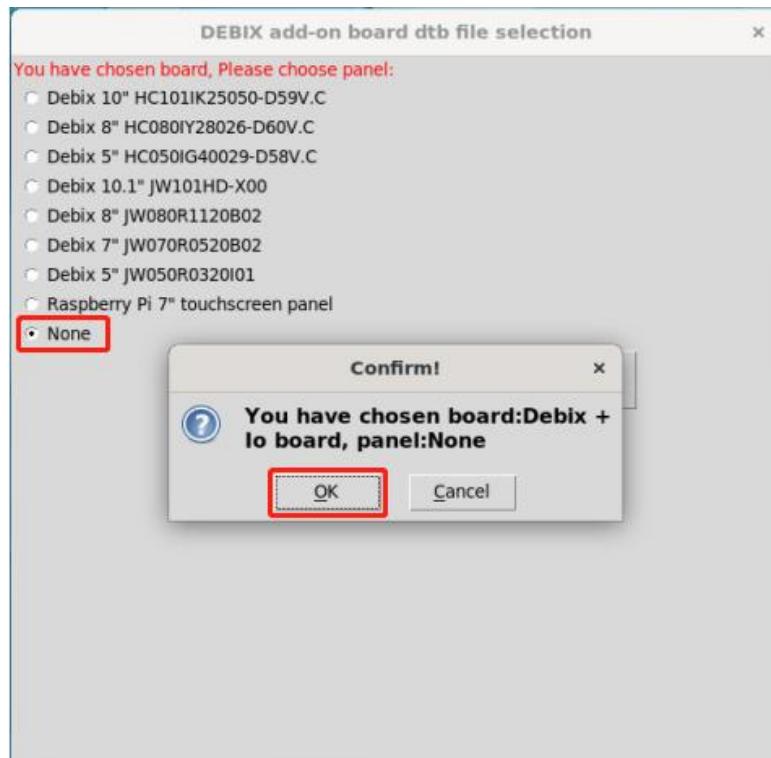 DEBIX add-on board dtb file selection ×
You have chosen board, Please choose panel:
Debix 10" HC101IK25050-D59V.C
Debix 8" HC080IY28026-D60V.C
Debix 5" HC050IG40029-D58V.C
Debix 10.1" JW101HD-X00
Debix 8" JW080R1120B02
Debix 7" JW070R0520B02
Debix 5" JW050R0320I01
Raspberry Pi 7" touchscreen panel
None
Confirm! ×
You have chosen board:Debix +
Io board, panel:None
OK Cancel